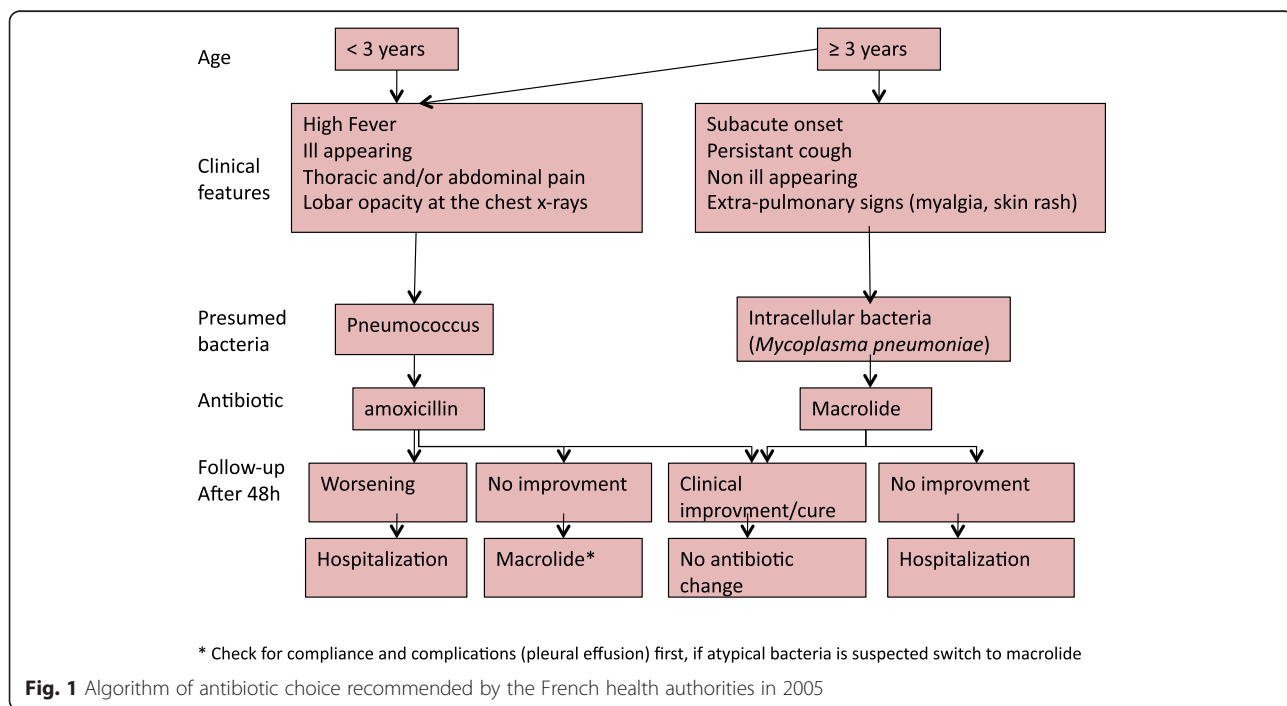 Age
< 3 years
≥ 3 years
Clinical
features
High Fever
Ill appearing
Thoracic and/or abdominal pain
Lobar opacity at the chest x-rays
Subacute onset
Persistant cough
Non ill appearing
Extra-pulmonary signs (myalgia, skin rash)
Presumed
bacteria
Pneumococcus
Intracellular bacteria
(Mycoplasma pneumoniae)
Antibiotic
amoxicillin
Macrolide
Follow-up
After 48h
Worsening
No improvment
Clinical
improvment/cure
No improvment
Hospitalization
Macrolide*
No antibiotic
change
Hospitalization
* Check for compliance and complications (pleural effusion) first, if atypical bacteria is suspected switch to macrolide
Fig. 1 Algorithm of antibiotic choice recommended by the French health authorities in 2005